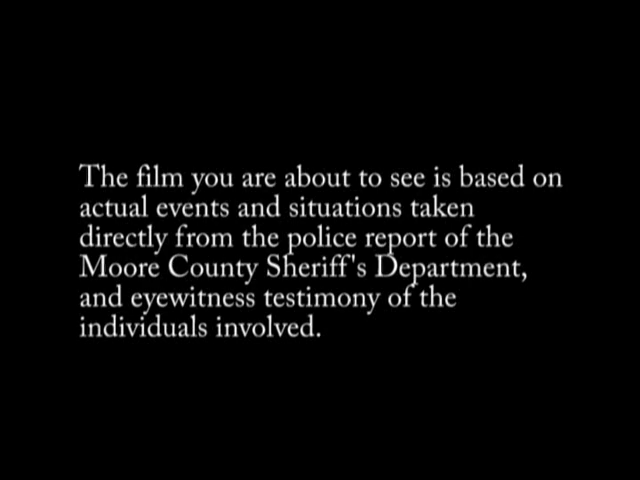 The film you are about to see is based on
actual events and situations taken
directly from the police report of the
Moore County Sheriff's Department,
and eyewitness testimony of the
individuals involved.